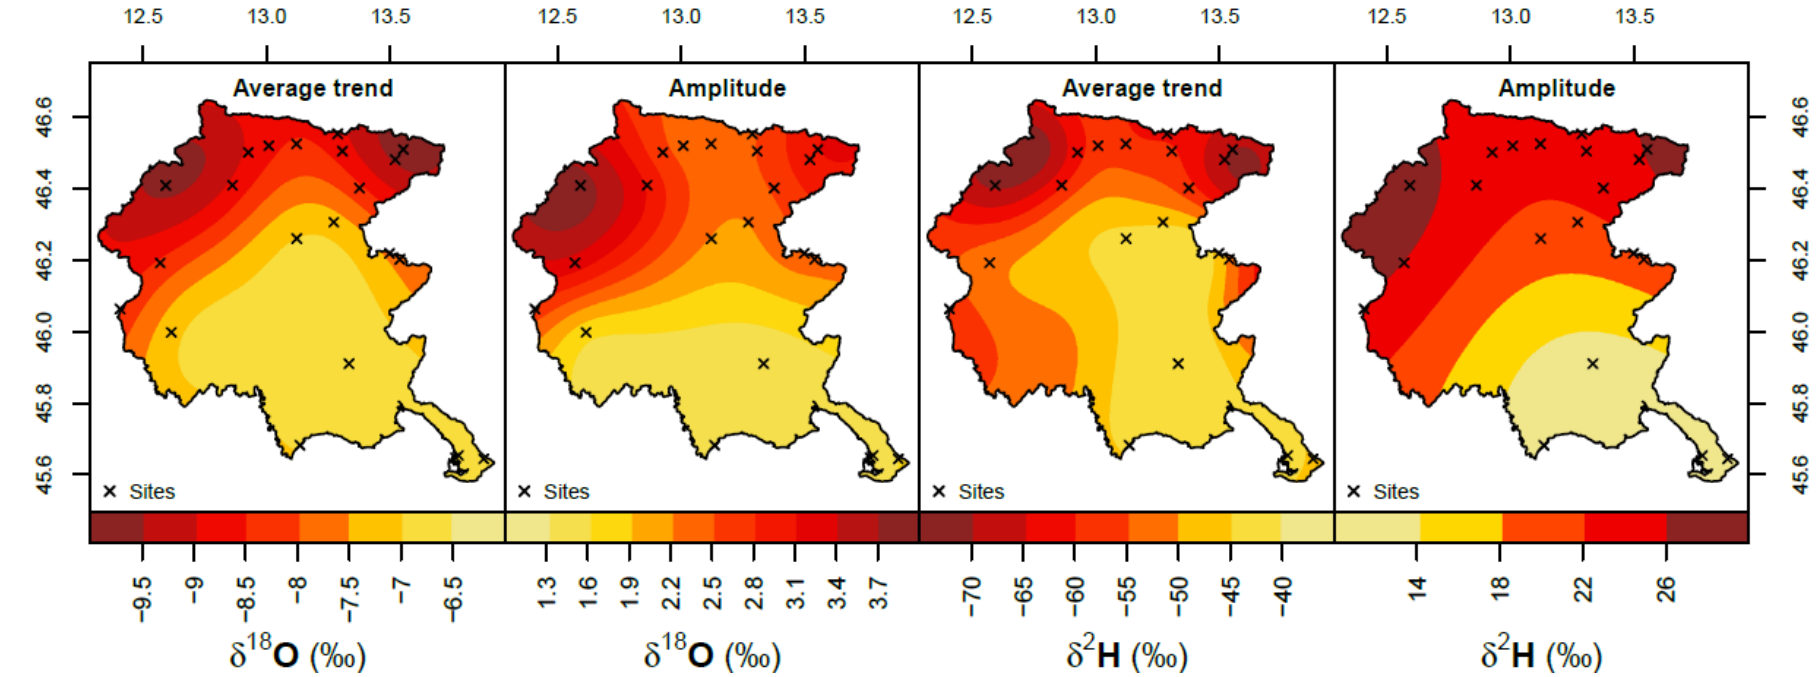 12.5 13.0 13.5 12.5 13.0 13.5 12.5 13.0 13.5 12.5 13.0 13.5
Average trend Amplitude Average trend Amplitude
46.6 46.4 46.2 46.0 45.8 45.6
46.6 46.4 46.2 46.0 45.8 45.6
× Sites × Sites × Sites × Sites
−9.5 −9 −8.5 −8 −7.5 −7 −6.5
1.3 1.6 1.9 2.2 2.5 2.8 3.1 3.4 3.7
−70 −65 −60 −55 −50 −45 −40
14 18 22 26
δ¹⁸O (‰) δ¹⁸O (‰) δ²H (‰) δ²H (‰)